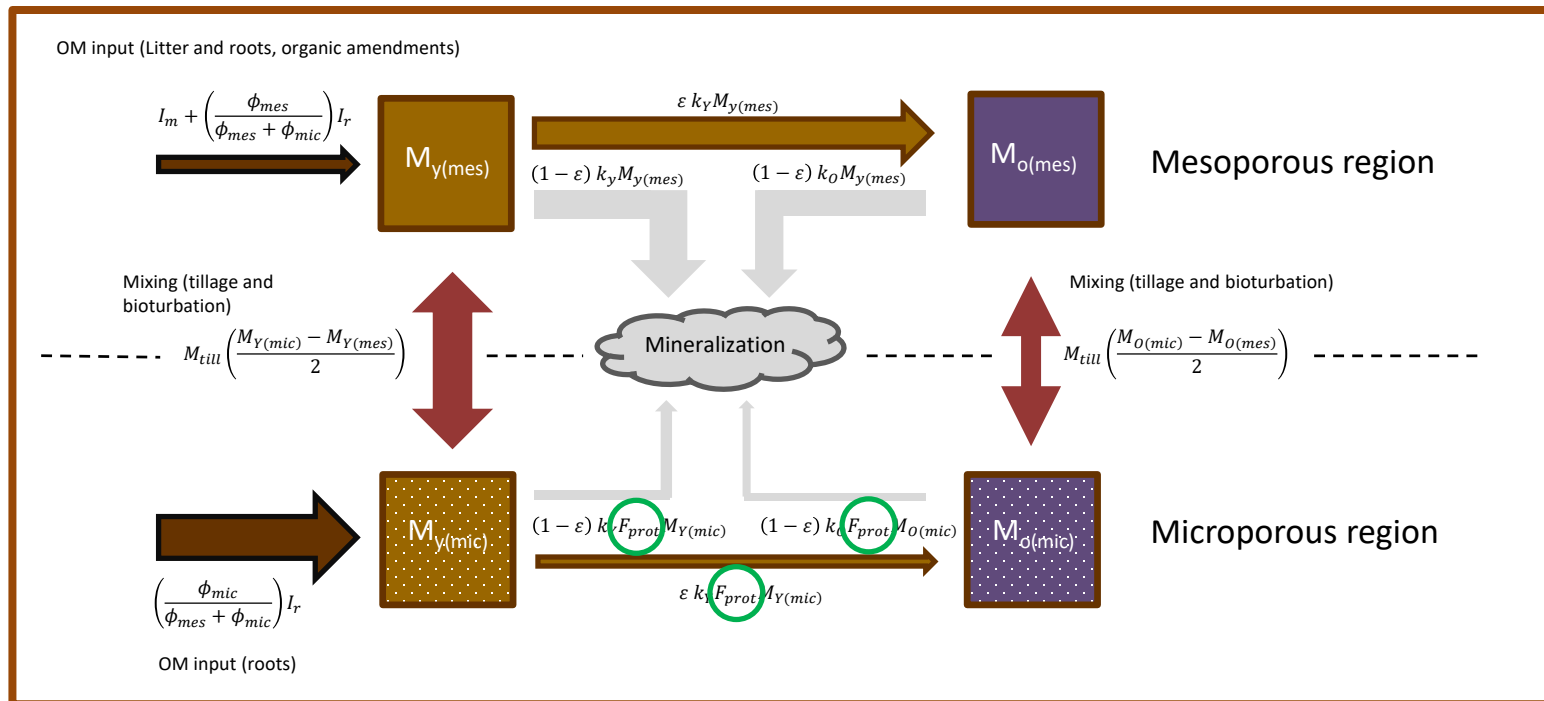 OM input (Litter and roots, organic amendments)
I_m + (ϕ_mes / (ϕ_mes + ϕ_mic)) I_r
ε k_Y M_y(mes)
M_y(mes)
M_o(mes)
Mesoporous region
(1 − ε) k_y M_y(mes)
(1 − ε) k_O M_y(mes)
Mixing (tillage and
bioturbation)
Mixing (tillage and bioturbation)
M_till ((M_Y(mic) − M_Y(mes)) / 2)
Mineralization
M_till ((M_O(mic) − M_O(mes)) / 2)
M_y(mic)
M_o(mic)
Microporous region
(1 − ε) k_Y F_prot M_Y(mic)
(1 − ε) k_O F_prot M_O(mic)
ε k_Y F_prot M_Y(mic)
(ϕ_mic / (ϕ_mes + ϕ_mic)) I_r
OM input (roots)